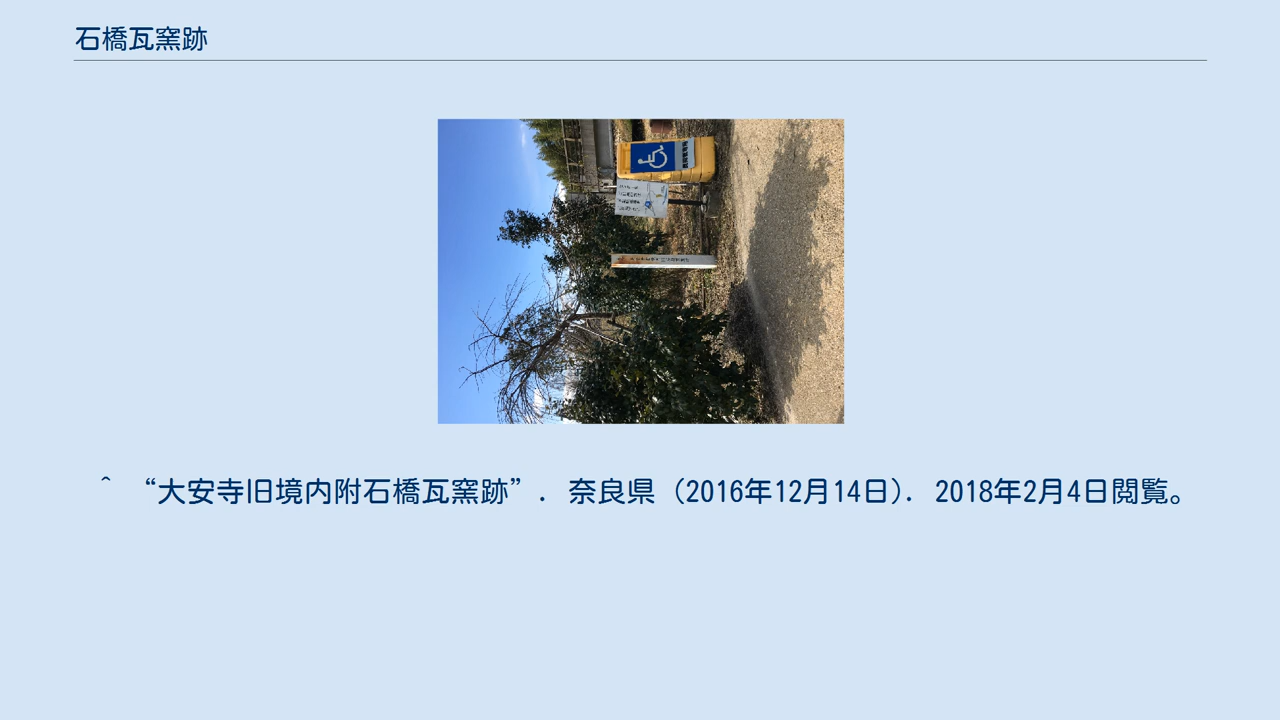 石橋瓦窯跡
^ “大安寺旧境内附石橋瓦窯跡”. 奈良県 (2016年12月14日). 2018年2月4日閲覧。